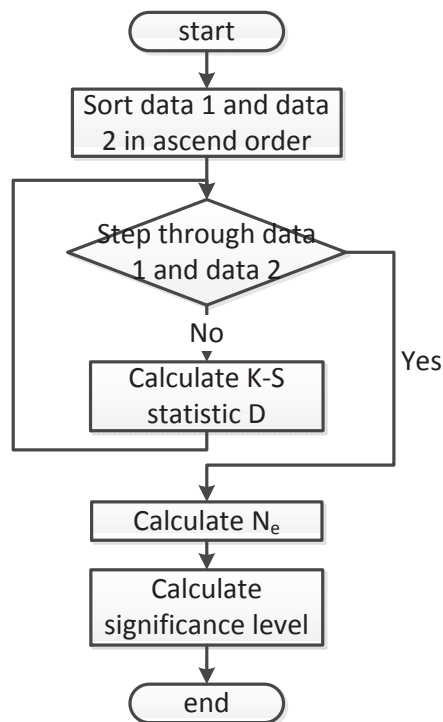 start
Sort data 1 and data
2 in ascend order
Step through data
1 and data 2
No
Yes
Calculate K-S
statistic D
Calculate Nₑ
Calculate
significance level
end